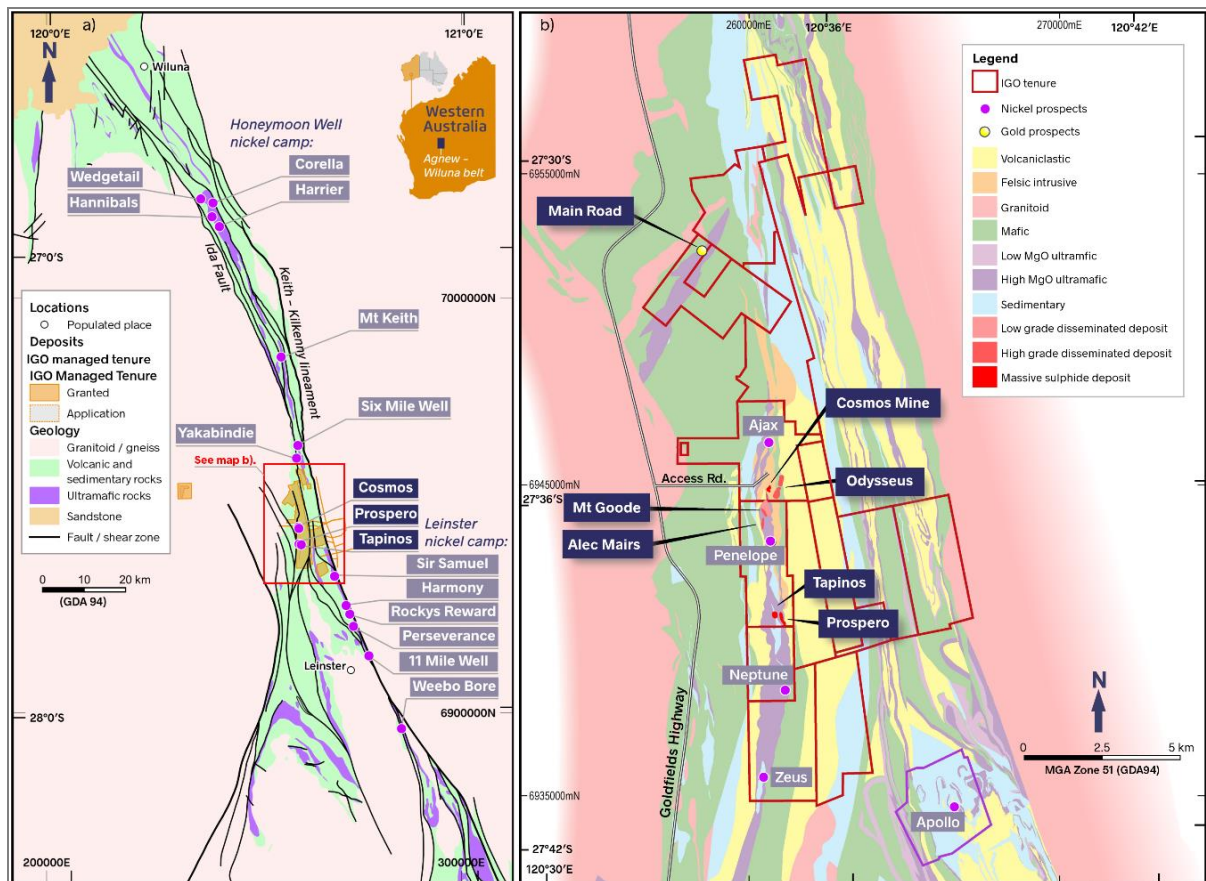 a)
120°0′E
121°0′E
N
Wiluna
Western
Australia
Agnew –
Wiluna belt
Honeymoon Well
nickel camp:
Corella
Wedgetail
Harrier
Hannibals
Ida Fault
27°0′S
Keith – Kilkenny lineament
7000000N
Locations
Populated place
Deposits
IGO managed tenure
IGO Managed Tenure
Granted
Application
Geology
Granitoid / gneiss
Volcanic and
sedimentary rocks
Ultramafic rocks
Sandstone
Fault / shear zone
0 10 20 km
(GDA 94)
Mt Keith
Six Mile Well
Yakabindie
See map b).
Cosmos
Prospero
Tapinos
Leinster
nickel camp:
Sir Samuel
Harmony
Rockys Reward
Perseverance
11 Mile Well
Leinster
Weebo Bore
28°0′S
6900000N
200000E
300000E
b)
260000mE
120°36′E
270000mE
120°42′E
Legend
IGO tenure
Nickel prospects
Gold prospects
Volcaniclastic
Felsic intrusive
Granitoid
Mafic
Low MgO ultramfic
High MgO ultramafic
Sedimentary
Low grade disseminated deposit
High grade disseminated deposit
Massive sulphide deposit
27°30′S
6955000mN
Main Road
Cosmos Mine
Ajax
Access Rd.
Odysseus
6945000mN
27°36′S
Mt Goode
Alec Mairs
Penelope
Tapinos
Prospero
Neptune
Goldfields Highway
N
0 2.5 5 km
MGA Zone 51 (GDA94)
Zeus
6935000mN
Apollo
27°42′S
120°30′E